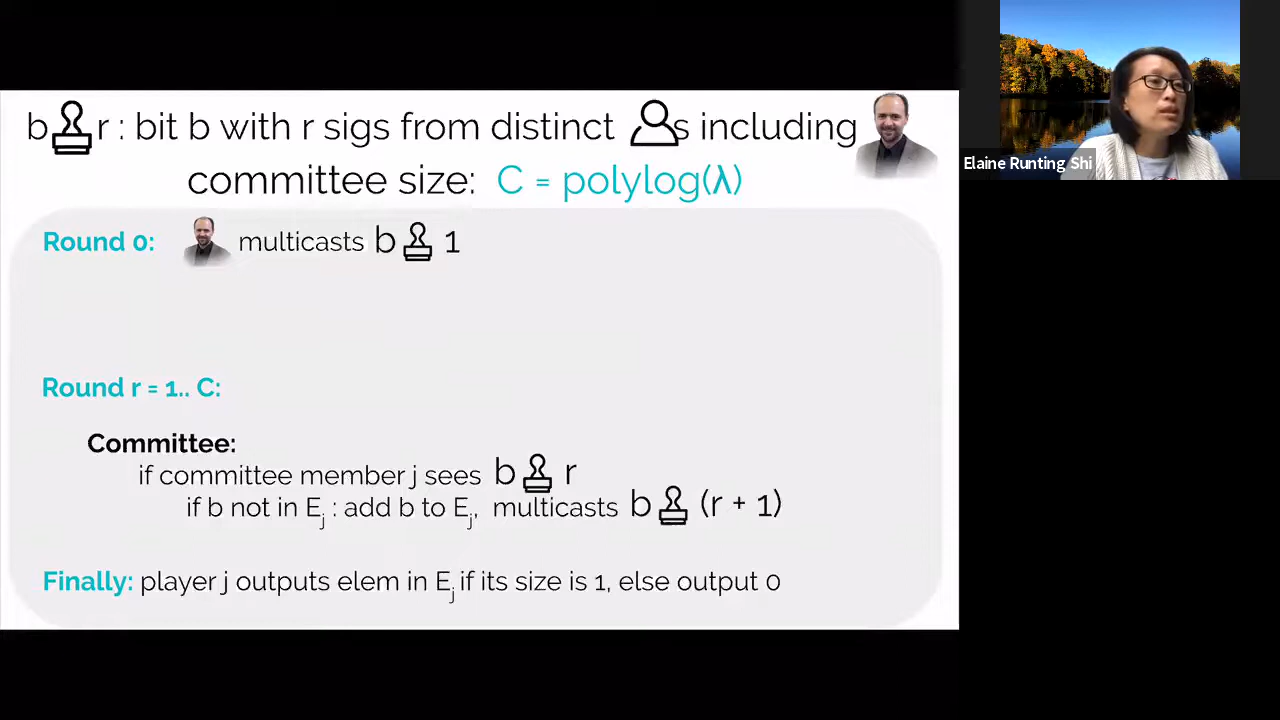 b r : bit b with r sigs from distinct s including
committee size: C = polylog(λ)
Round 0: multicasts b 1
Round r = 1.. C:
Committee:
if committee member j sees b r
if b not in Ej : add b to Ej, multicasts b (r + 1)
Finally: player j outputs elem in Ej if its size is 1, else output 0
Elaine Runting Shi